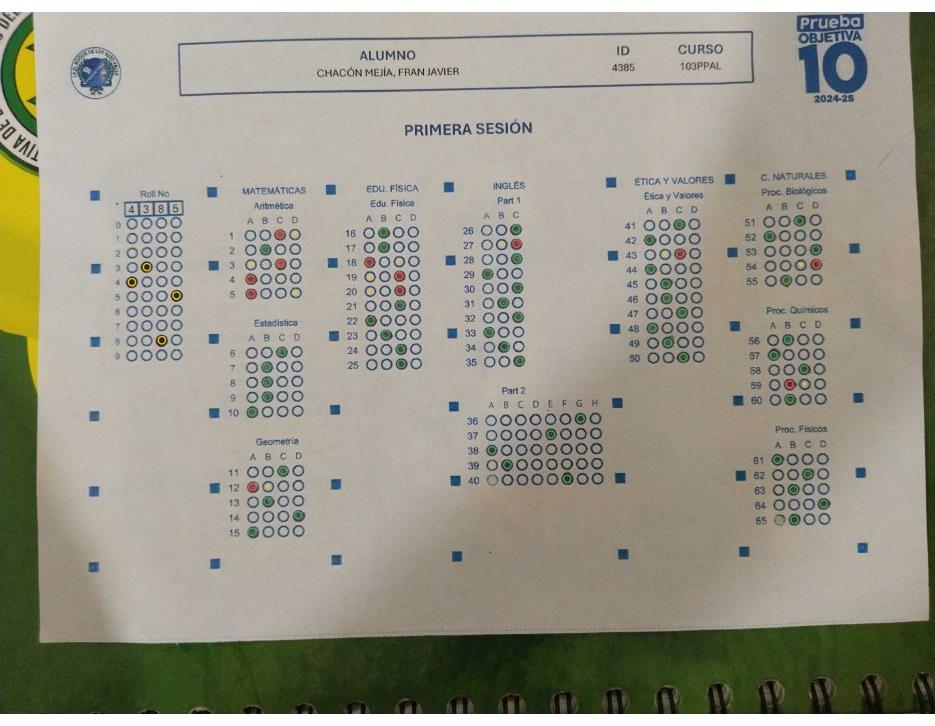 Prueba
OBJETIVA
10
2024-25
ALUMNO ID CURSO
CHACÓN MEJÍA, FRAN JAVIER 4385 103PPAL
PRIMERA SESIÓN
Roll No
4 3 8 5
0
1
2
3
4
5
6
7
8
9
MATEMÁTICAS
Aritmética
A B C D
1
2
3
4
5
Estadística
A B C D
6
7
8
9
10
Geometría
A B C D
11
12
13
14
15
EDU. FÍSICA
Edu. Física
A B C D
16
17
18
19
20
21
22
23
24
25
INGLÉS
Part 1
A B C
26
27
28
29
30
31
32
33
34
35
Part 2
A B C D E F G H
36
37
38
39
40
ÉTICA Y VALORES
Ética y Valores
A B C D
41
42
43
44
45
46
47
48
49
50
C. NATURALES
Proc. Biológicos
A B C D
51
52
53
54
55
Proc. Químicos
A B C D
56
57
58
59
60
Proc. Físicos
A B C D
61
62
63
64
65